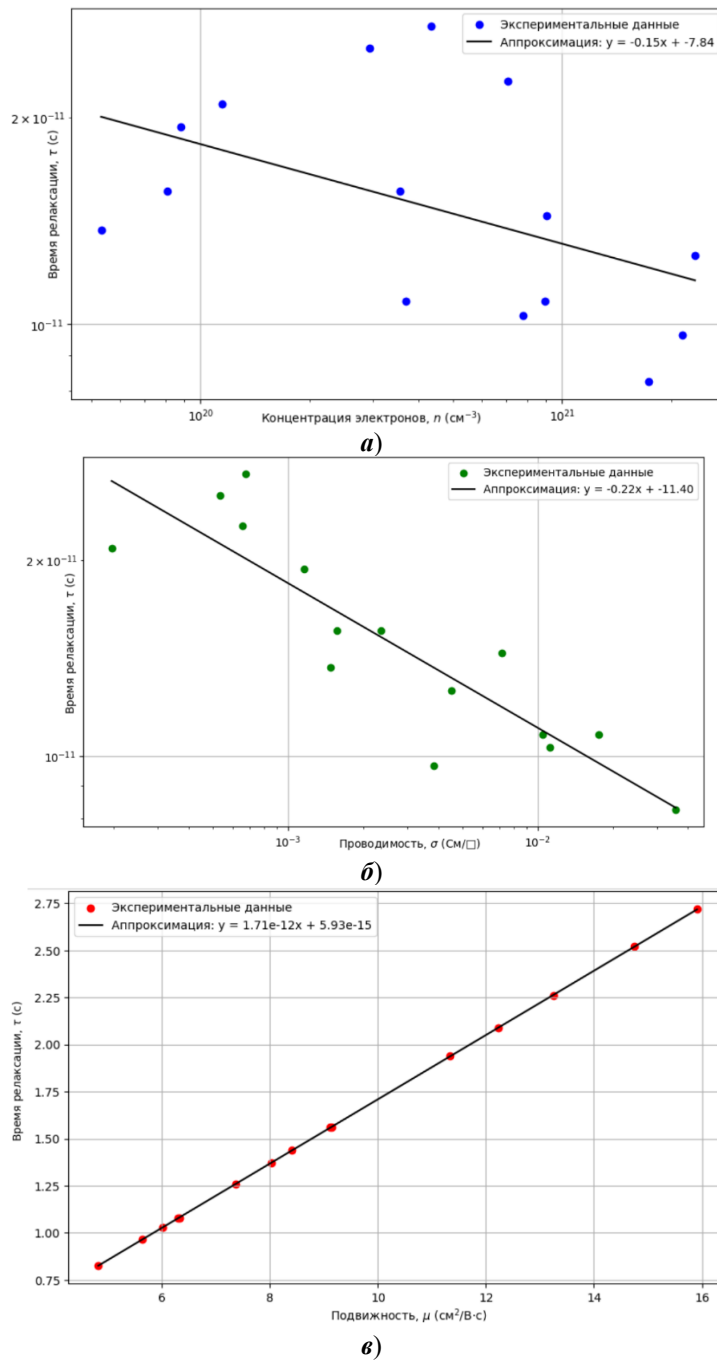 Экспериментальные данные
Аппроксимация: y = -0.15x + -7.84
Время релаксации, τ (с)
2 × 10⁻¹¹
10⁻¹¹
10²⁰
10²¹
Концентрация электронов, n (см⁻³)
а)
Экспериментальные данные
Аппроксимация: y = -0.22x + -11.40
Время релаксации, τ (с)
2 × 10⁻¹¹
10⁻¹¹
10⁻³
10⁻²
Проводимость, σ (См/□)
б)
Экспериментальные данные
Аппроксимация: y = 1.71e-12x + 5.93e-15
Время релаксации, τ (с)
2.75
2.50
2.25
2.00
1.75
1.50
1.25
1.00
0.75
6 8 10 12 14 16
Подвижность, μ (см²/В·с)
в)